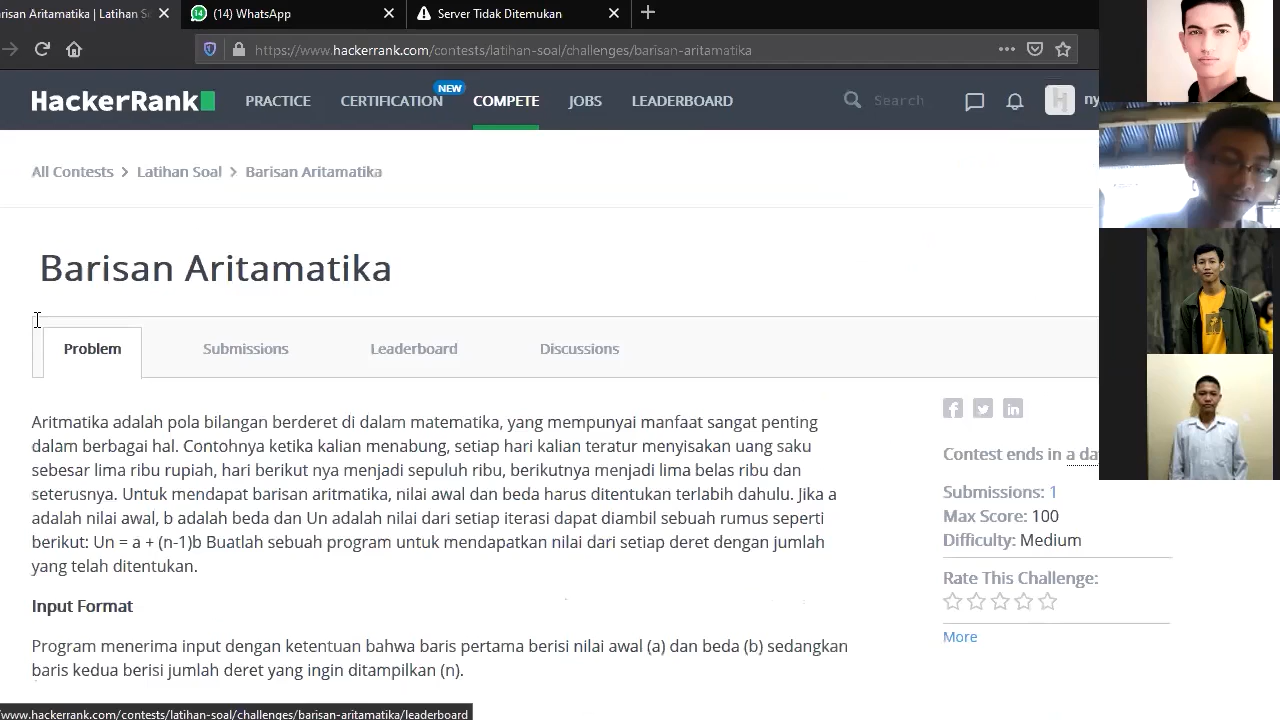 arisan Aritamatika | Latihan S
(14) WhatsApp
Server Tidak Ditemukan
https://www.hackerrank.com/contests/latihan-soal/challenges/barisan-aritamatika
HackerRank
PRACTICE
CERTIFICATION
NEW
COMPETE
JOBS
LEADERBOARD
Search
H
ny
All Contests > Latihan Soal > Barisan Aritamatika
Barisan Aritamatika
Problem
Submissions
Leaderboard
Discussions
Aritmatika adalah pola bilangan berderet di dalam matematika, yang mempunyai manfaat sangat penting
dalam berbagai hal. Contohnya ketika kalian menabung, setiap hari kalian teratur menyisakan uang saku
sebesar lima ribu rupiah, hari berikut nya menjadi sepuluh ribu, berikutnya menjadi lima belas ribu dan
seterusnya. Untuk mendapat barisan aritmatika, nilai awal dan beda harus ditentukan terlebih dahulu. Jika a
adalah nilai awal, b adalah beda dan Un adalah nilai dari setiap iterasi dapat diambil sebuah rumus seperti
berikut: Un = a + (n-1)b Buatlah sebuah program untuk mendapatkan nilai dari setiap deret dengan jumlah
yang telah ditentukan.
Input Format
Program menerima input dengan ketentuan bahwa baris pertama berisi nilai awal (a) dan beda (b) sedangkan
baris kedua berisi jumlah deret yang ingin ditampilkan (n).
Contest ends in a da
Submissions: 1
Max Score: 100
Difficulty: Medium
Rate This Challenge:
More
www.hackerrank.com/contests/latihan-soal/challenges/barisan-aritamatika/leaderboard